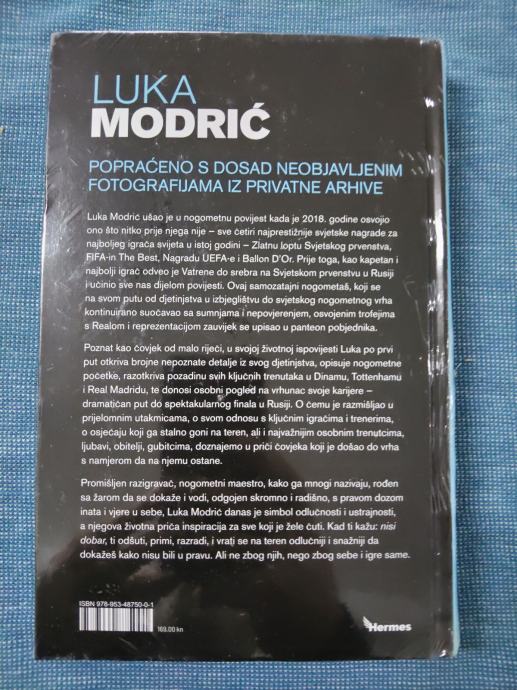 LUKA
MODRIĆ
POPRAĆENO S DOSAD NEOBJAVLJENIM
FOTOGRAFIJAMA IZ PRIVATNE ARHIVE
Luka Modrić ušao je u nogometnu povijest kada je 2018. godine osvojio
ono što nitko prije njega nije – sve četiri najprestižnije svjetske nagrade za
najboljeg igrača svijeta u istoj godini – Zlatnu loptu Svjetskog prvenstva,
FIFA-in The Best, Nagradu UEFA-e i Ballon D'Or. Prije toga, kao kapetan i
najbolji igrač odveo je Vatrene do srebra na Svjetskom prvenstvu u Rusiji
i učinio sve nas dijelom povijesti. Ovaj samozatajni nogometaš, koji se
na svom putu od djetinjstva u izbjeglištvu do svjetskog nogometnog vrha
kontinuirano suočavao sa sumnjama i nepovjerenjem, osvojenim trofejima
s Realom i reprezentacijom zauvijek se upisao u panteon pobjednika.
Poznat kao čovjek od malo riječi, u svojoj životnoj ispovijesti Luka po prvi
put otkriva brojne nepoznate detalje iz svog djetinjstva, opisuje nogometne
početke, razotkriva pozadinu svih ključnih trenutaka u Dinamu, Tottenhamu
i Real Madridu, te donosi osobni pogled na vrhunac svoje karijere –
dramatičan put do spektakularnog finala u Rusiji. O čemu je razmišljao u
prijelomnim utakmicama, o svom odnosu s ključnim igračima i trenerima,
o osjećaju koji ga stalno goni na teren, ali i najvažnijim osobnim trenutcima,
ljubavi, obitelji, gubitcima, doznajemo u priči čovjeka koji je došao do vrha
s namjerom da na njemu ostane.
Promišljen razigravač, nogometni maestro, kako ga mnogi nazivaju, rođen
sa žarom da se dokaže i vodi, odgojen skromno i radišno, s pravom dozom
inata i vjere u sebe, Luka Modrić danas je simbol odlučnosti i ustrajnosti,
a njegova životna priča inspiracija za sve koji je žele čuti. Kad ti kažu: nisi
dobar, ti odšuti, primi, razradi, i vrati se na teren odlučniji i snažniji da
dokažeš kako nisu bili u pravu. Ali ne zbog njih, nego zbog sebe i igre same.
ISBN 978-953-48750-0-1
169,00 kn
Hermes